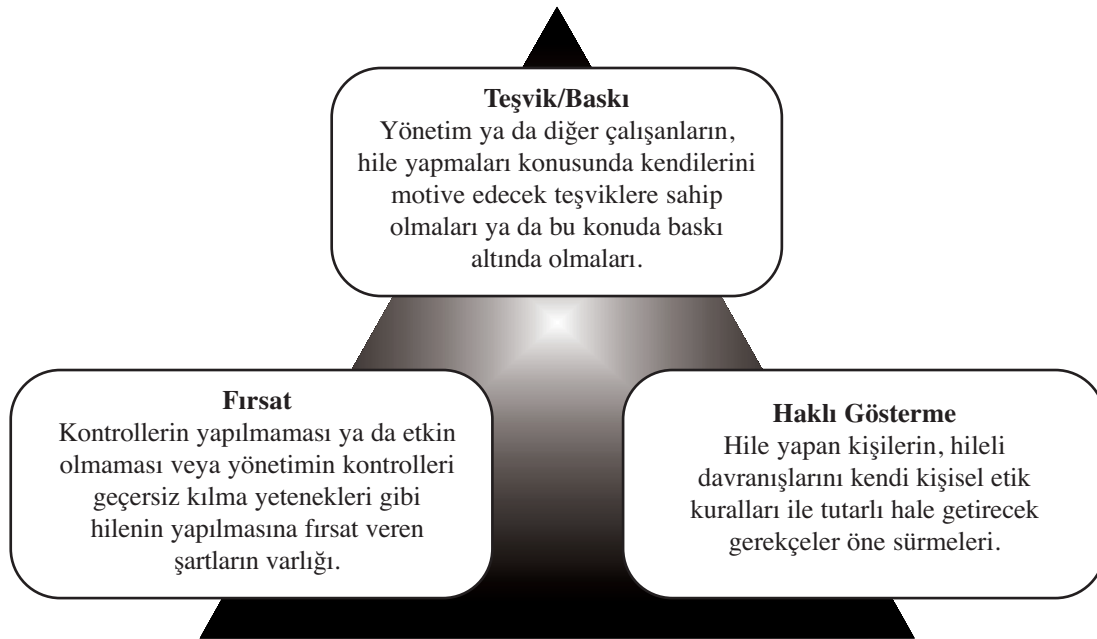 Teşvik/Baskı
Yönetim ya da diğer çalışanların,
hile yapmaları konusunda kendilerini
motive edecek teşviklere sahip
olmaları ya da bu konuda baskı
altında olmaları.
Fırsat
Kontrollerin yapılmaması ya da etkin
olmaması veya yönetimin kontrolleri
geçersiz kılma yetenekleri gibi
hilenin yapılmasına fırsat veren
şartların varlığı.
Haklı Gösterme
Hile yapan kişilerin, hileli
davranışlarını kendi kişisel etik
kuralları ile tutarlı hale getirecek
gerekçeler öne sürmeleri.